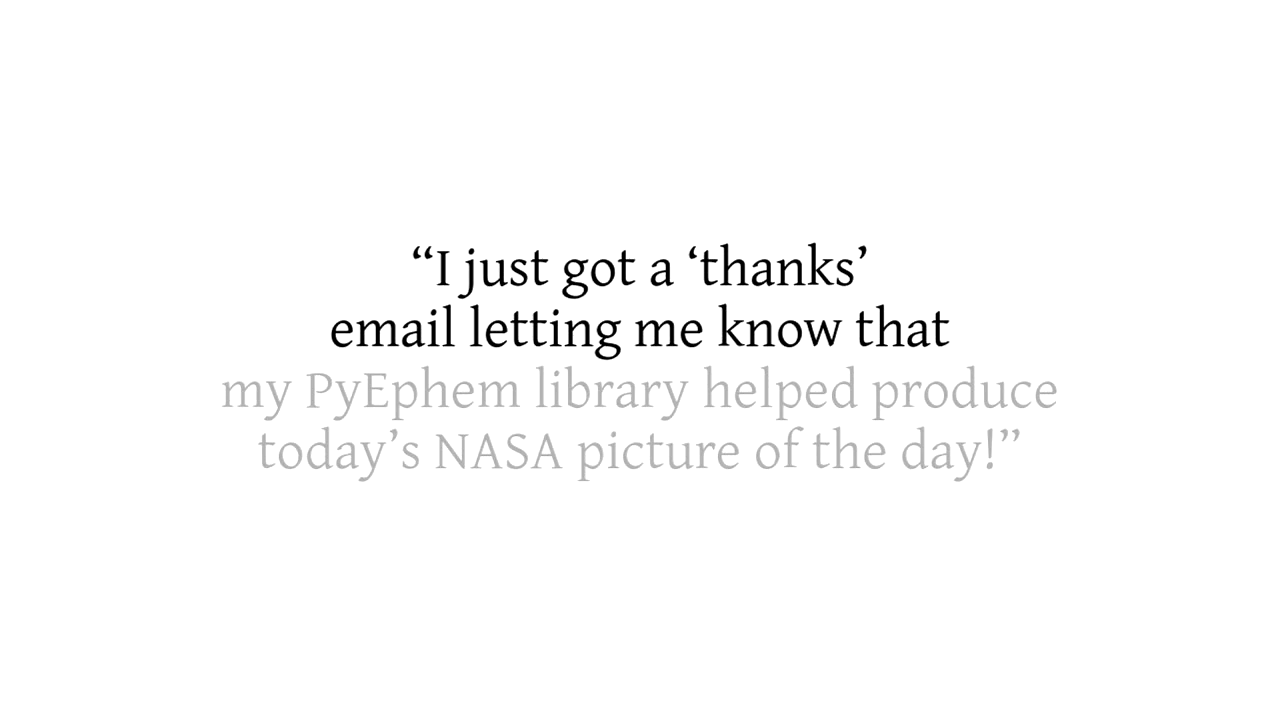 “I just got a ‘thanks’
email letting me know that
my PyEphem library helped produce
today’s NASA picture of the day!”